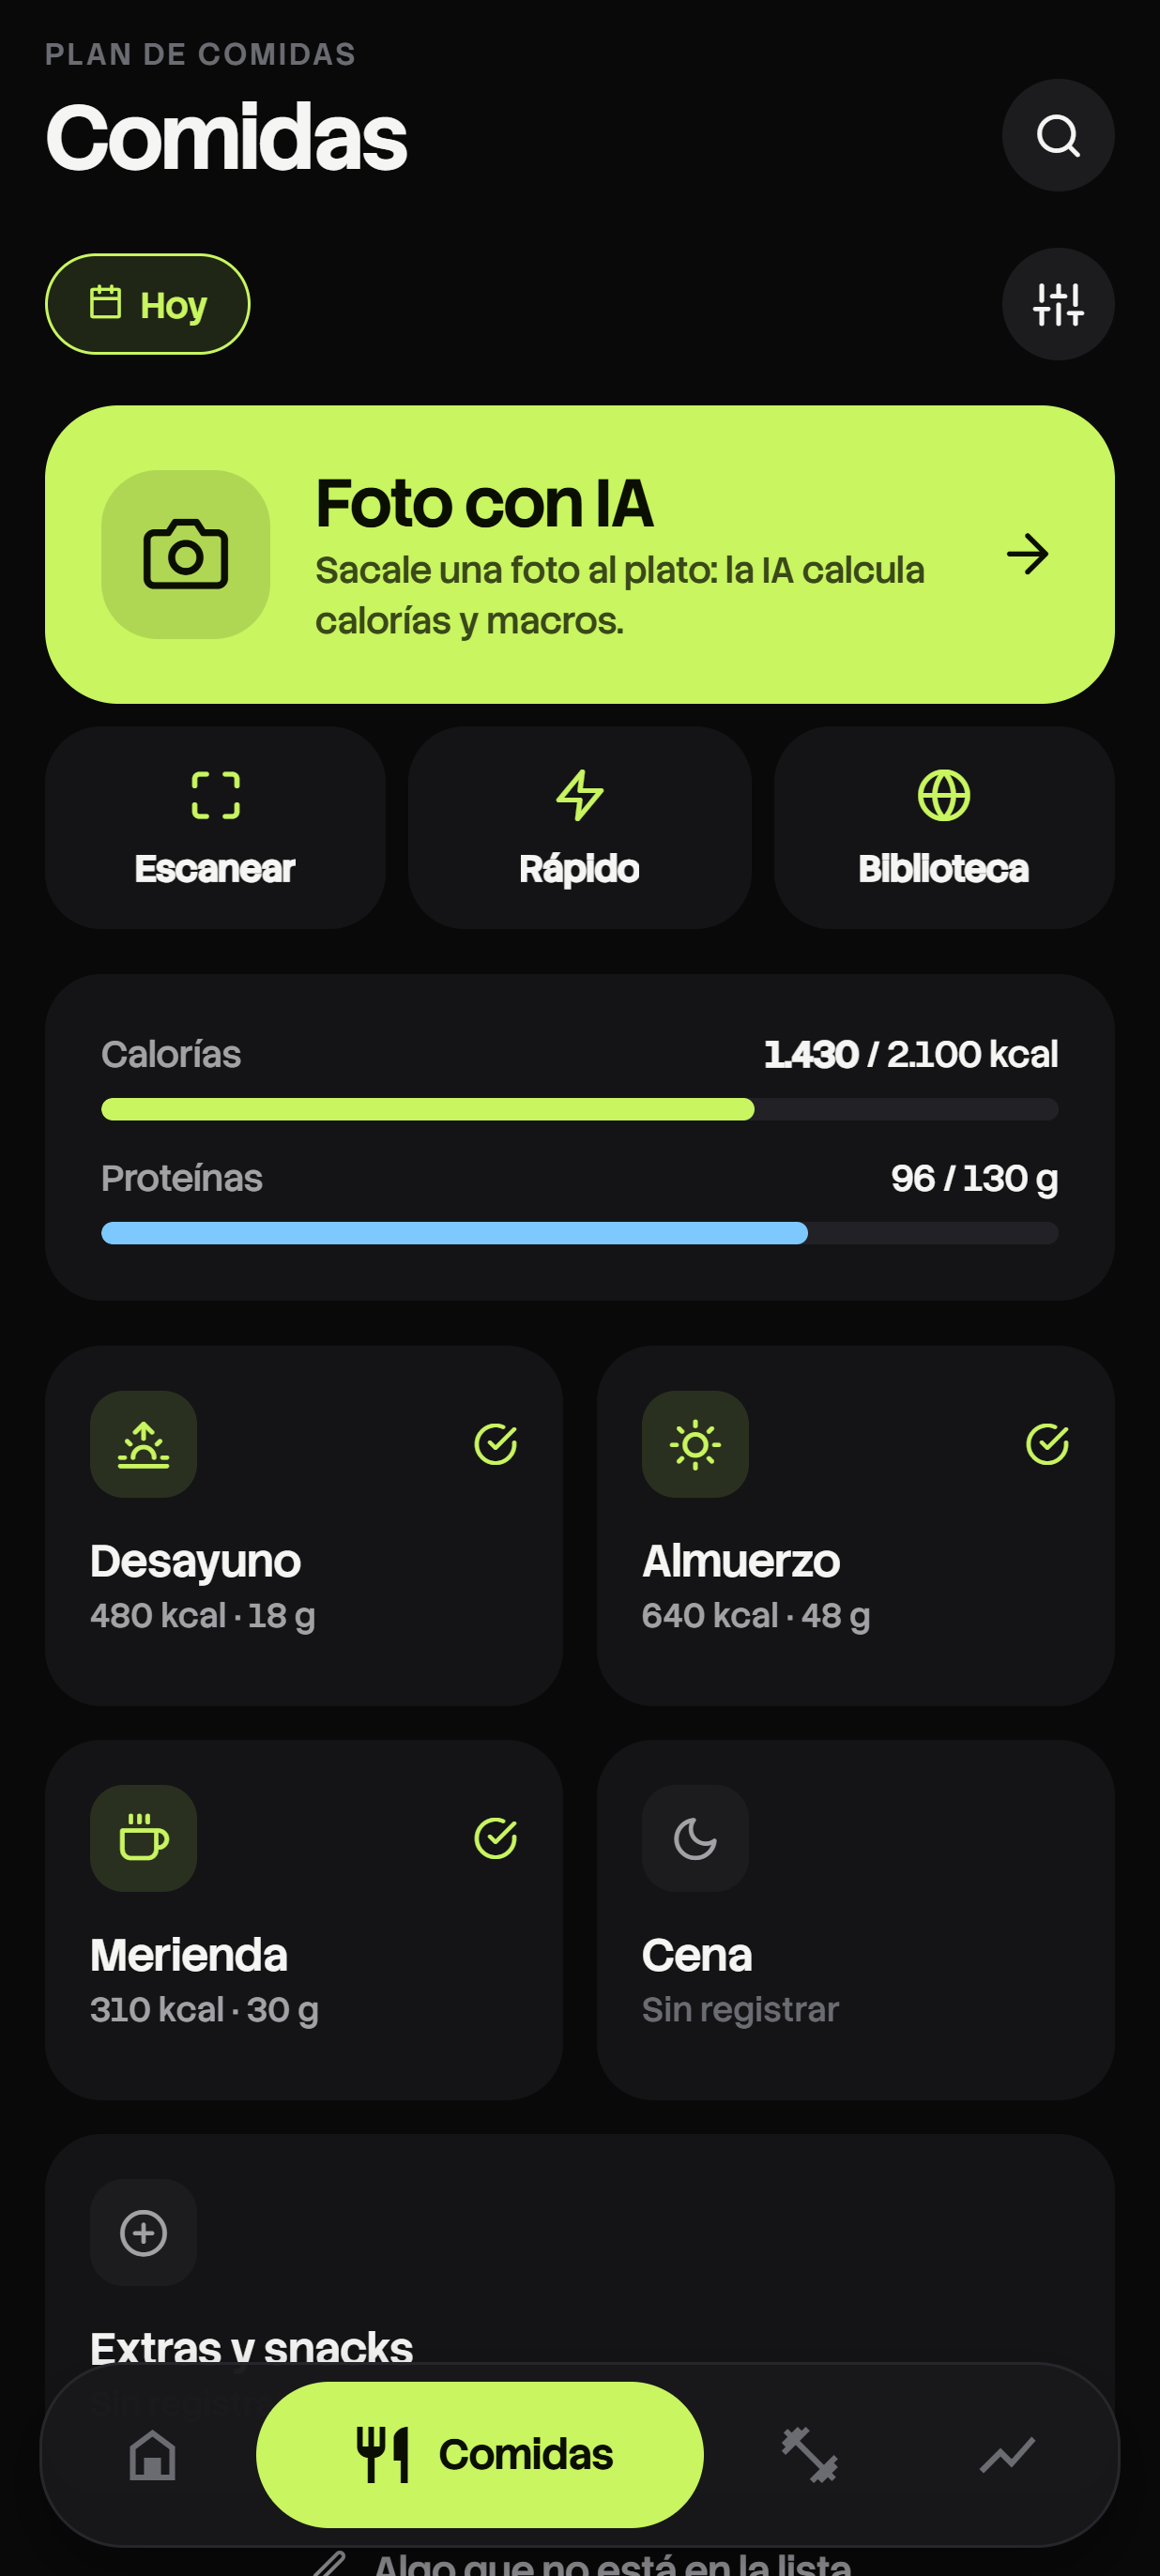 PLAN DE COMIDAS
Comidas
Hoy
Foto con IA
Sacale una foto al plato: la IA calcula
calorías y macros.
Escanear
Rápido
Biblioteca
Calorías
1.430 / 2.100 kcal
Proteínas
96 / 130 g
Desayuno
480 kcal · 18 g
Almuerzo
640 kcal · 48 g
Merienda
310 kcal · 30 g
Cena
Sin registrar
Extras y snacks
Sin registrar
Comidas
Algo que no está en la lista